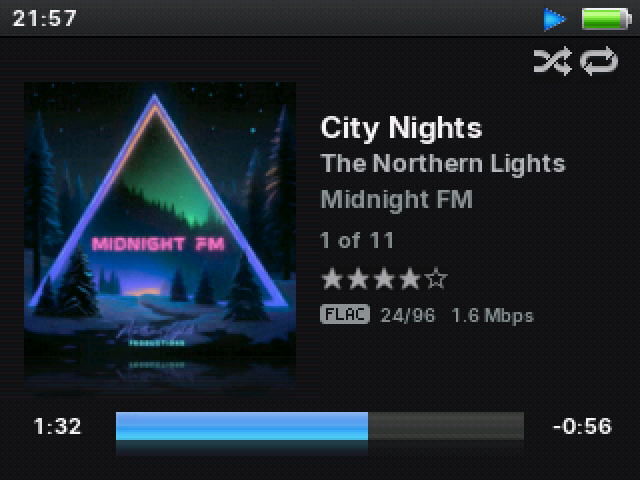 21:57
City Nights
The Northern Lights
Midnight FM
1 of 11
FLAC 24/96 1.6 Mbps
MIDNIGHT FM
PRODUCTIONS
1:32
-0:56